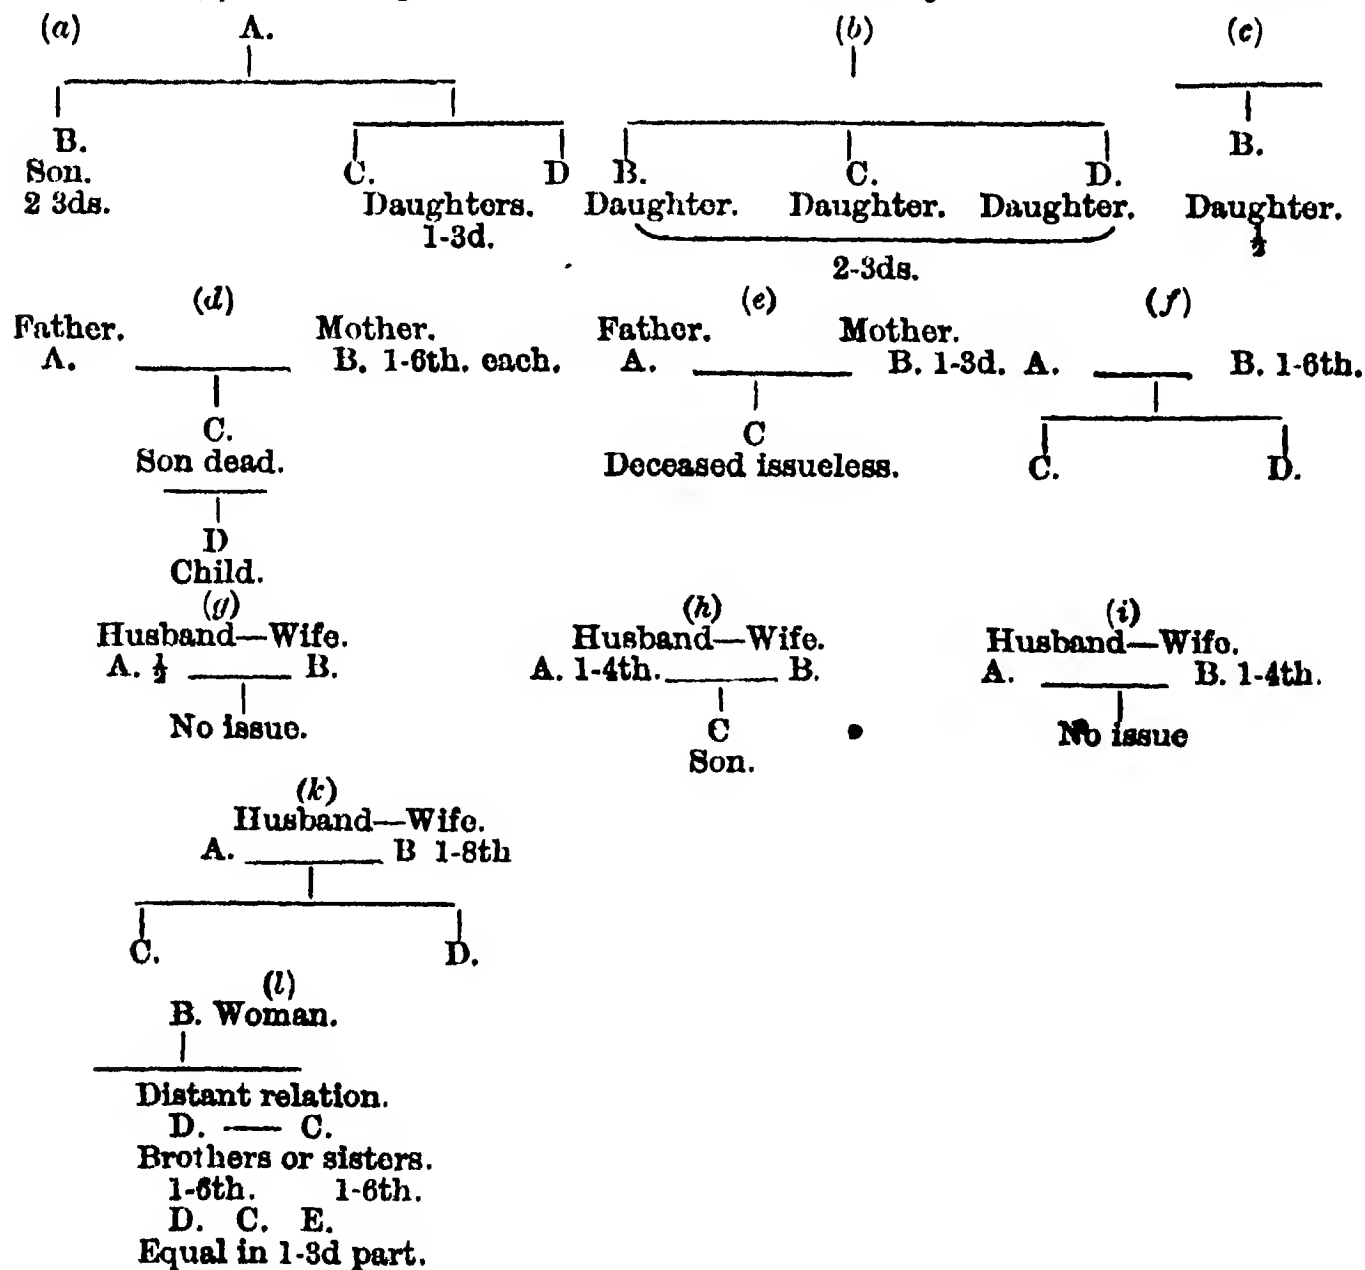 (a) A. (b) (c)
B. C. D B. C. D. B.
Son. Daughters. Daughter. Daughter. Daughter. Daughter.
2 3ds. 1-3d. 2-3ds. ½
(d) (e) (f)
Father. Mother. Father. Mother.
A. B. 1-6th. each. A. B. 1-3d. A. B. 1-6th.
C. C C. D.
Son dead. Deceased issueless.
D
Child.
(g) (h) (i)
Husband—Wife. Husband—Wife. Husband—Wife.
A. ½ B. A. 1-4th. B. A. B. 1-4th.
No issue. C No issue
Son.
(k)
Husband—Wife.
A. B 1-8th
C. D.
(l)
B. Woman.
Distant relation.
D. — C.
Brothers or sisters.
1-6th. 1-6th.
D. C. E.
Equal in 1-3d part.